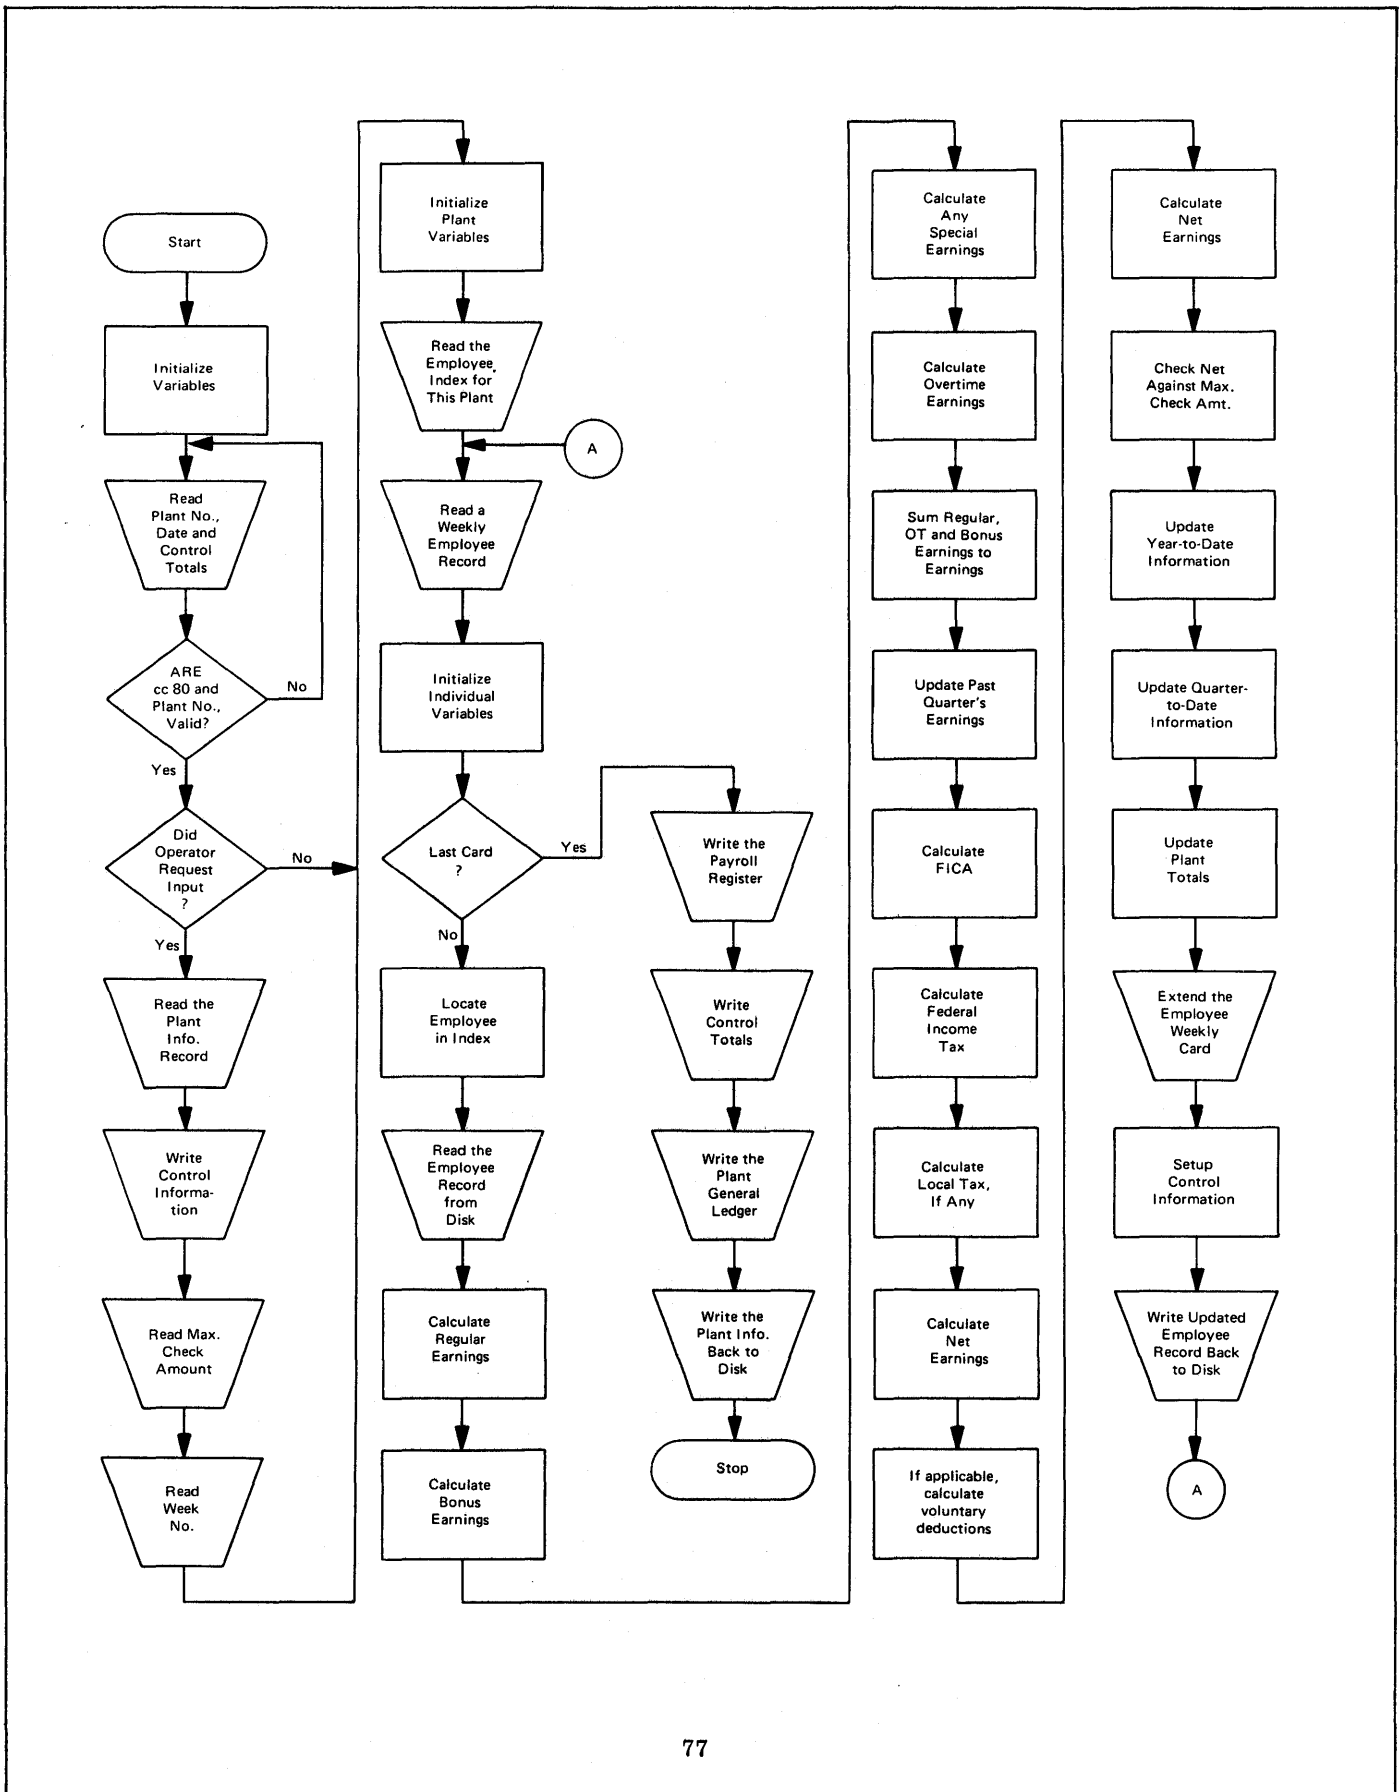 Start
Initialize
Variables
Read
Plant No.,
Date and
Control
Totals
ARE
cc 80 and
Plant No.,
Valid?
No
Yes
Did
Operator
Request
Input
?
No
Yes
Read the
Plant
Info.
Record
Write
Control
Informa-
tion
Read Max.
Check
Amount
Read
Week
No.
Initialize
Plant
Variables
Read the
Employee
Index for
This Plant
A
Read a
Weekly
Employee
Record
Initialize
Individual
Variables
Last Card
?
Yes
No
Locate
Employee
in Index
Read the
Employee
Record
from
Disk
Calculate
Regular
Earnings
Calculate
Bonus
Earnings
Write the
Payroll
Register
Write
Control
Totals
Write the
Plant
General
Ledger
Write the
Plant Info.
Back to
Disk
Stop
Calculate
Any
Special
Earnings
Calculate
Overtime
Earnings
Sum Regular,
OT and Bonus
Earnings to
Earnings
Update Past
Quarter's
Earnings
Calculate
FICA
Calculate
Federal
Income
Tax
Calculate
Local Tax,
If Any
Calculate
Net
Earnings
If applicable,
calculate
voluntary
deductions
Calculate
Net
Earnings
Check Net
Against Max.
Check Amt.
Update
Year-to-Date
Information
Update Quarter-
to-Date
Information
Update
Plant
Totals
Extend the
Employee
Weekly
Card
Setup
Control
Information
Write Updated
Employee
Record Back
to Disk
A
77